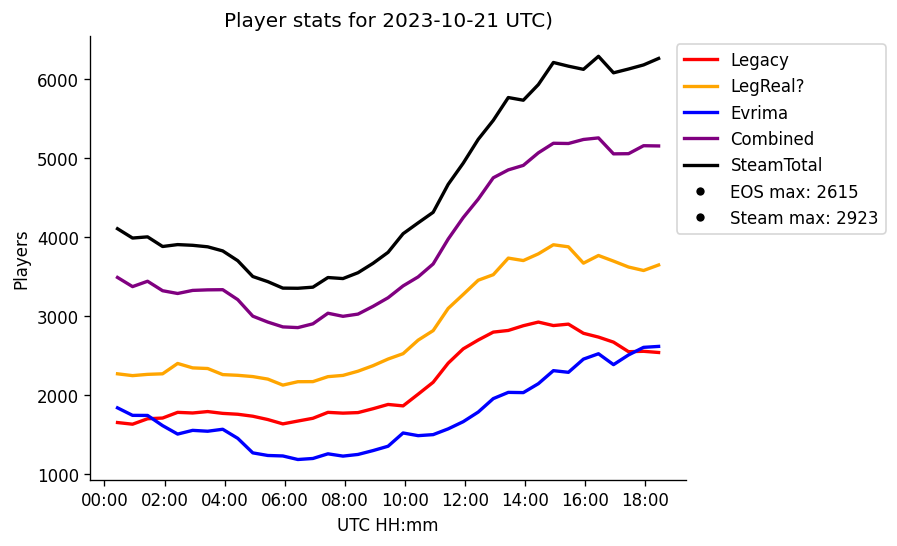 Player stats for 2023-10-21 UTC)
Players
6000
5000
4000
3000
2000
1000
00:00 02:00 04:00 06:00 08:00 10:00 12:00 14:00 16:00 18:00
UTC HH:mm
Legacy
LegReal?
Evrima
Combined
SteamTotal
EOS max: 2615
Steam max: 2923